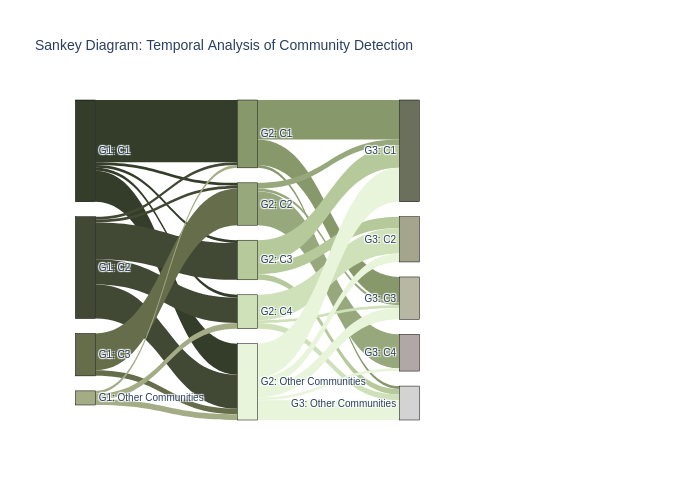 Sankey Diagram: Temporal Analysis of Community Detection
G1: C1
G1: C2
G1: C3
G1: Other Communities
G2: C1
G2: C2
G2: C3
G2: C4
G2: Other Communities
G3: C1
G3: C2
G3: C3
G3: C4
G3: Other Communities